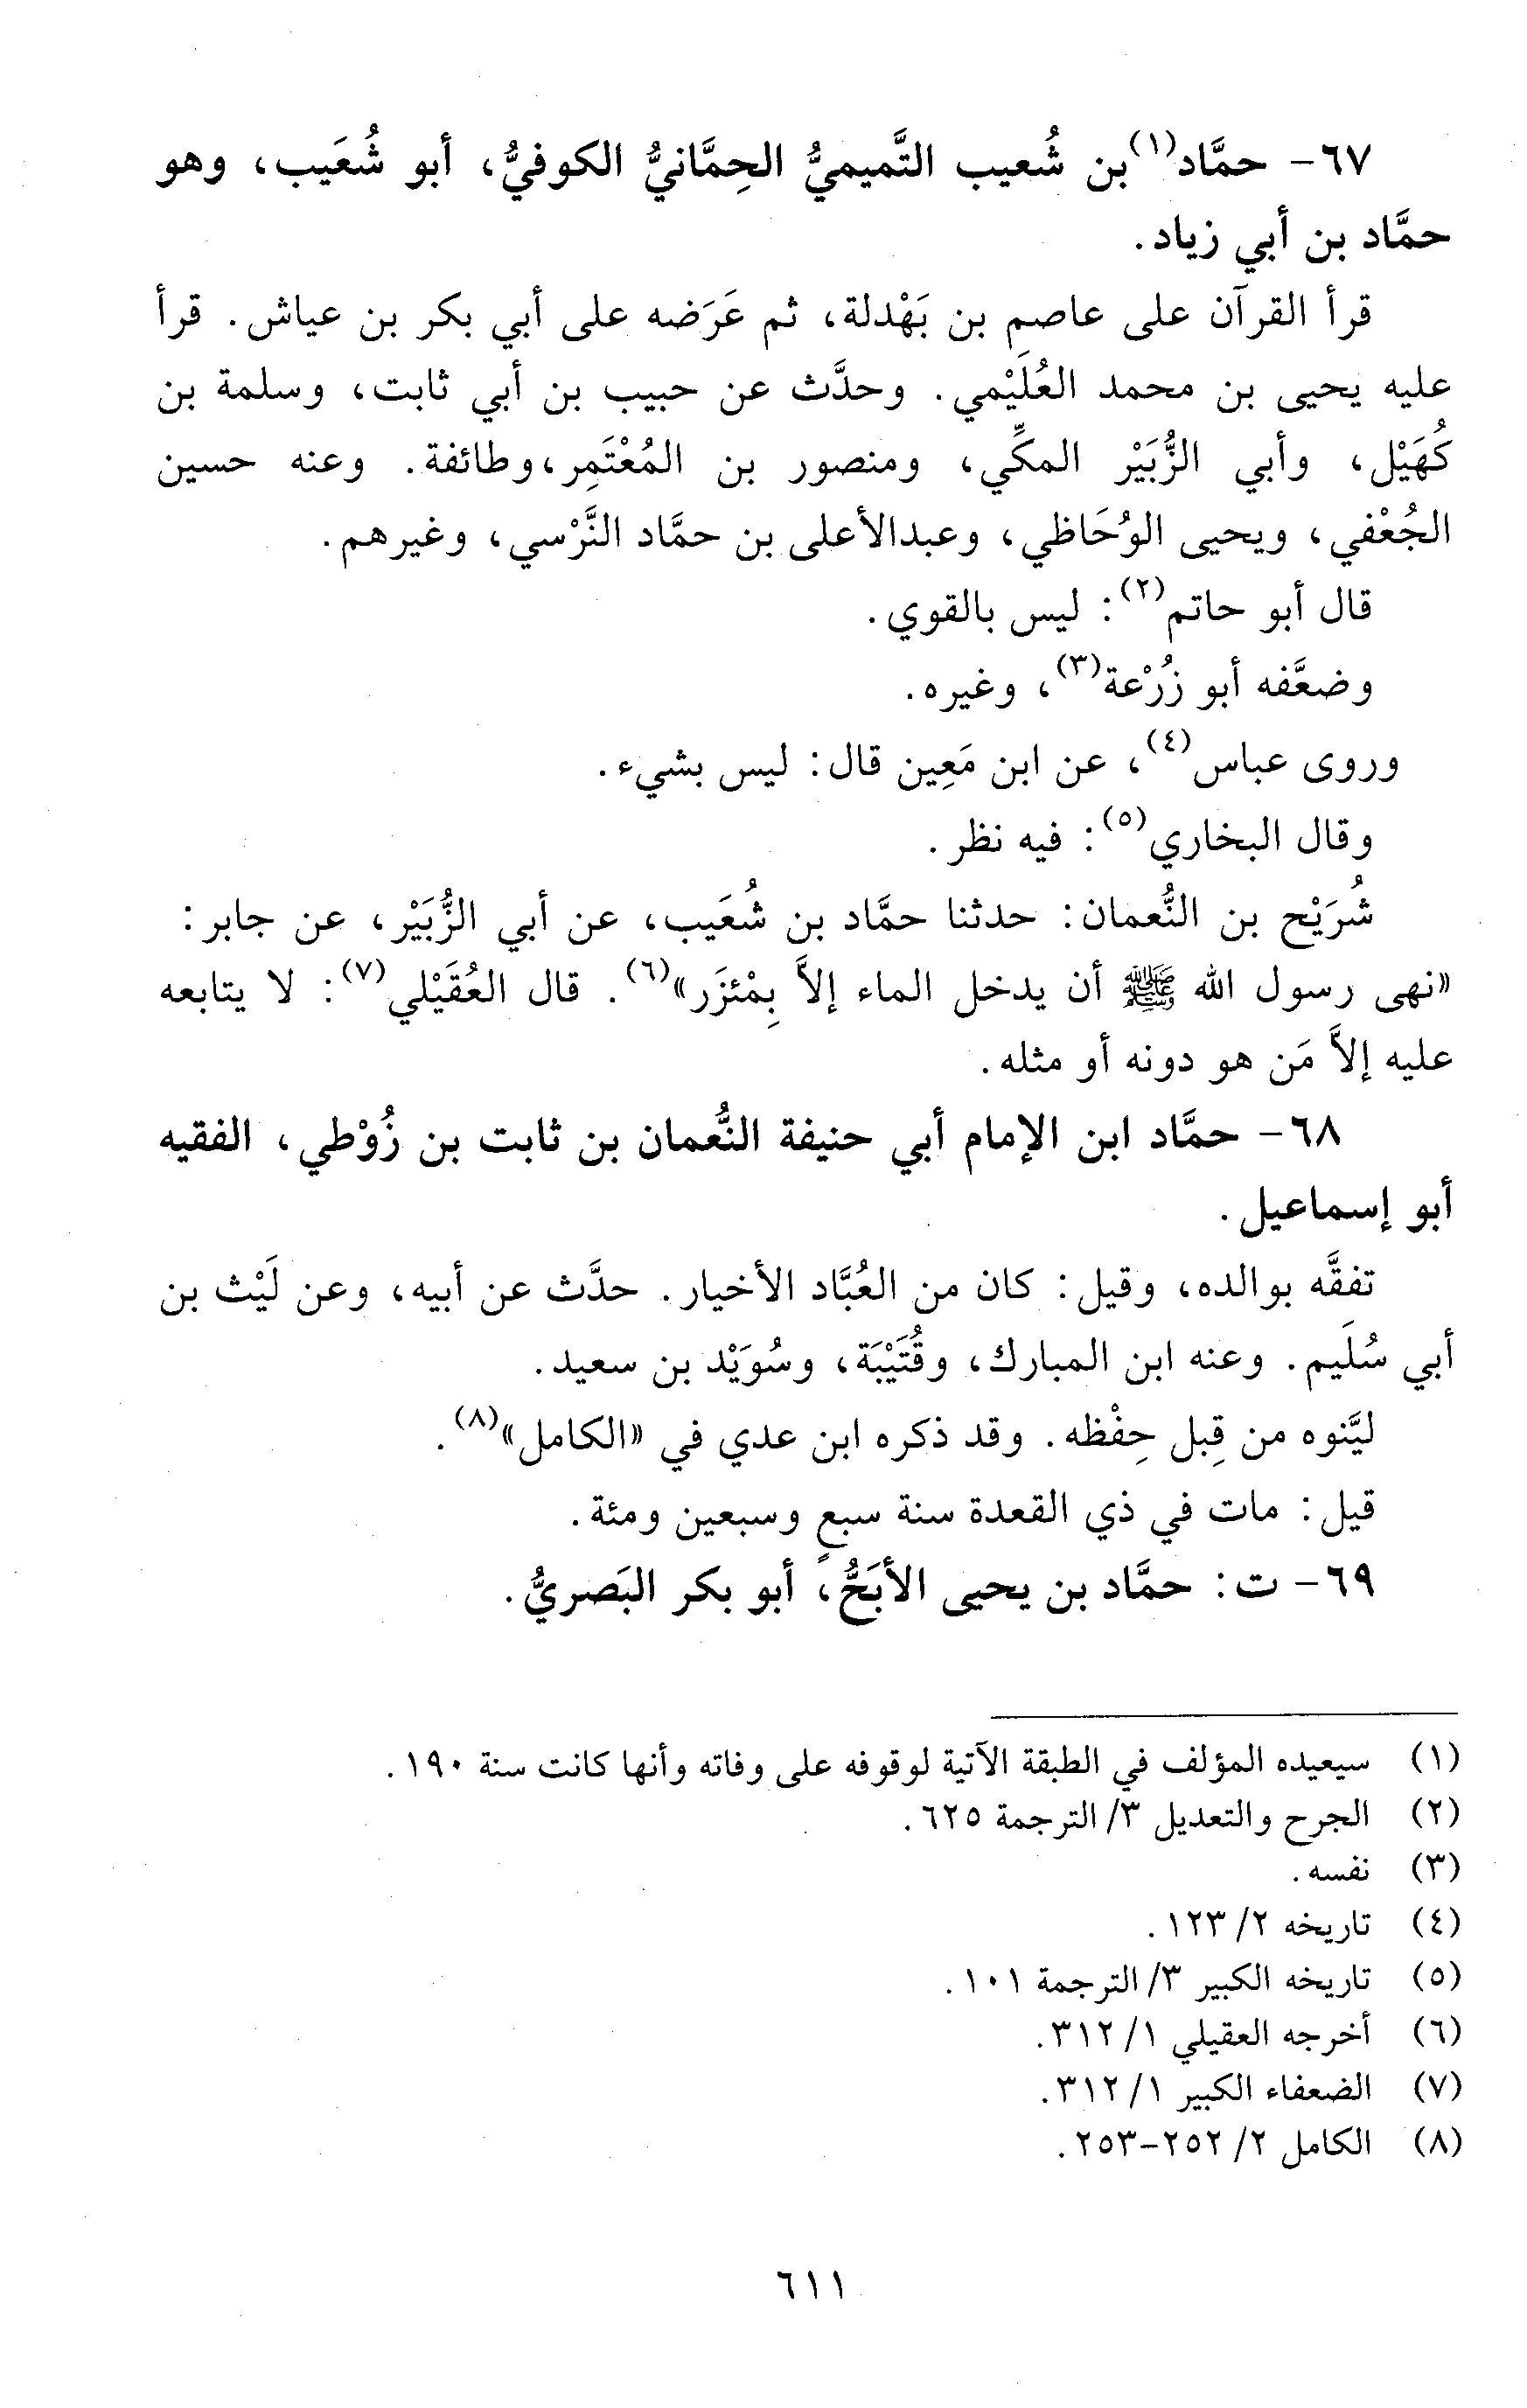 ٦٧- حمَّاد(١) بن شُعيب التَّميميُّ الحِمَّانيُّ الكوفيُّ، أبو شُعَيب، وهو
حمَّاد بن أبي زياد.
قرأ القرآن على عاصم بن بَهْدلة، ثم عَرَضه على أبي بكر بن عياش. قرأ
عليه يحيى بن محمد العُلَيْمي. وحدَّث عن حبيب بن أبي ثابت، وسلمة بن
كُهَيْل، وأبي الزُّبَيْر المكِّي، ومنصور بن المُعْتَمِر، وطائفة. وعنه حسين
الجُعْفي، ويحيى الوُحَاظي، وعبدالأعلى بن حمَّاد النَّرْسي، وغيرهم.
قال أبو حاتم(٢): ليس بالقوي.
وضعَّفه أبو زُرْعة(٣)، وغيره.
وروى عباس(٤)، عن ابن مَعِين قال: ليس بشيء.
وقال البخاري(٥): فيه نظر.
شُرَيْح بن النُّعمان: حدثنا حمَّاد بن شُعَيب، عن أبي الزُّبَيْر، عن جابر:
«نهى رسول الله ﷺ أن يدخل الماء إلاَّ بِمْئزَر»(٦). قال العُقَيْلي(٧): لا يتابعه
عليه إلاَّ مَن هو دونه أو مثله.
٦٨- حمَّاد ابن الإمام أبي حنيفة النُّعمان بن ثابت بن زُوْطي، الفقيه
أبو إسماعيل.
تفقَّه بوالده، وقيل: كان من العُبَّاد الأخيار. حدَّث عن أبيه، وعن لَيْث بن
أبي سُلَيم. وعنه ابن المبارك، وقُتَيْبَة، وسُوَيْد بن سعيد.
ليَّنوه من قِبل حِفْظه. وقد ذكره ابن عدي في «الكامل»(٨).
قيل: مات في ذي القعدة سنة سبعٍ وسبعين ومئة.
٦٩- ت: حمَّاد بن يحيى الأبَحُّ، أبو بكر البَصريُّ.
(١) سيعيده المؤلف في الطبقة الآتية لوقوفه على وفاته وأنها كانت سنة ١٩٠.
(٢) الجرح والتعديل ٣/ الترجمة ٦٢٥.
(٣) نفسه.
(٤) تاريخه ٢/ ١٢٣.
(٥) تاريخه الكبير ٣/ الترجمة ١٠١.
(٦) أخرجه العقيلي ١/ ٣١٢.
(٧) الضعفاء الكبير ١/ ٣١٢.
(٨) الكامل ٢/ ٢٥٢-٢٥٣.
٦١١